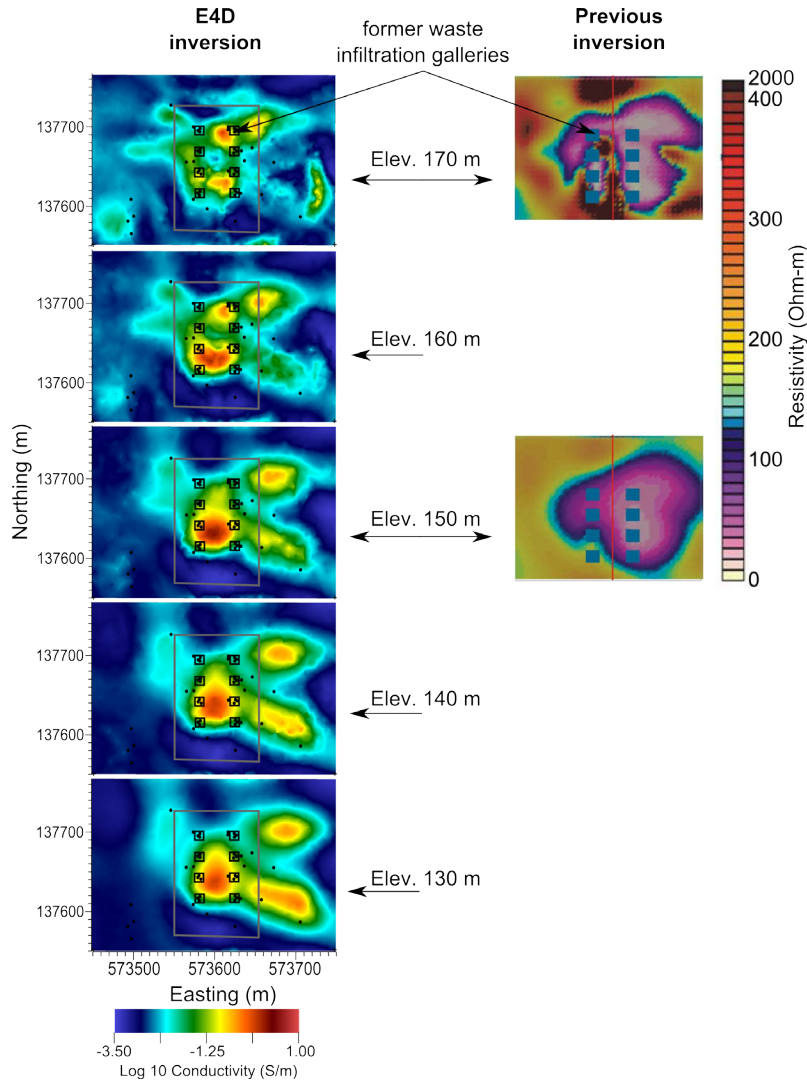 E4D
inversion
former waste
infiltration galleries
Previous
inversion
2000
400
300
200
100
0
Resistivity (Ohm-m)
Elev. 170 m
137700
137600
Elev. 160 m
137700
137600
Elev. 150 m
137700
137600
Elev. 140 m
137700
137600
Elev. 130 m
137700
137600
Northing (m)
573500 573600 573700
Easting (m)
-3.50 -1.25 1.00
Log 10 Conductivity (S/m)